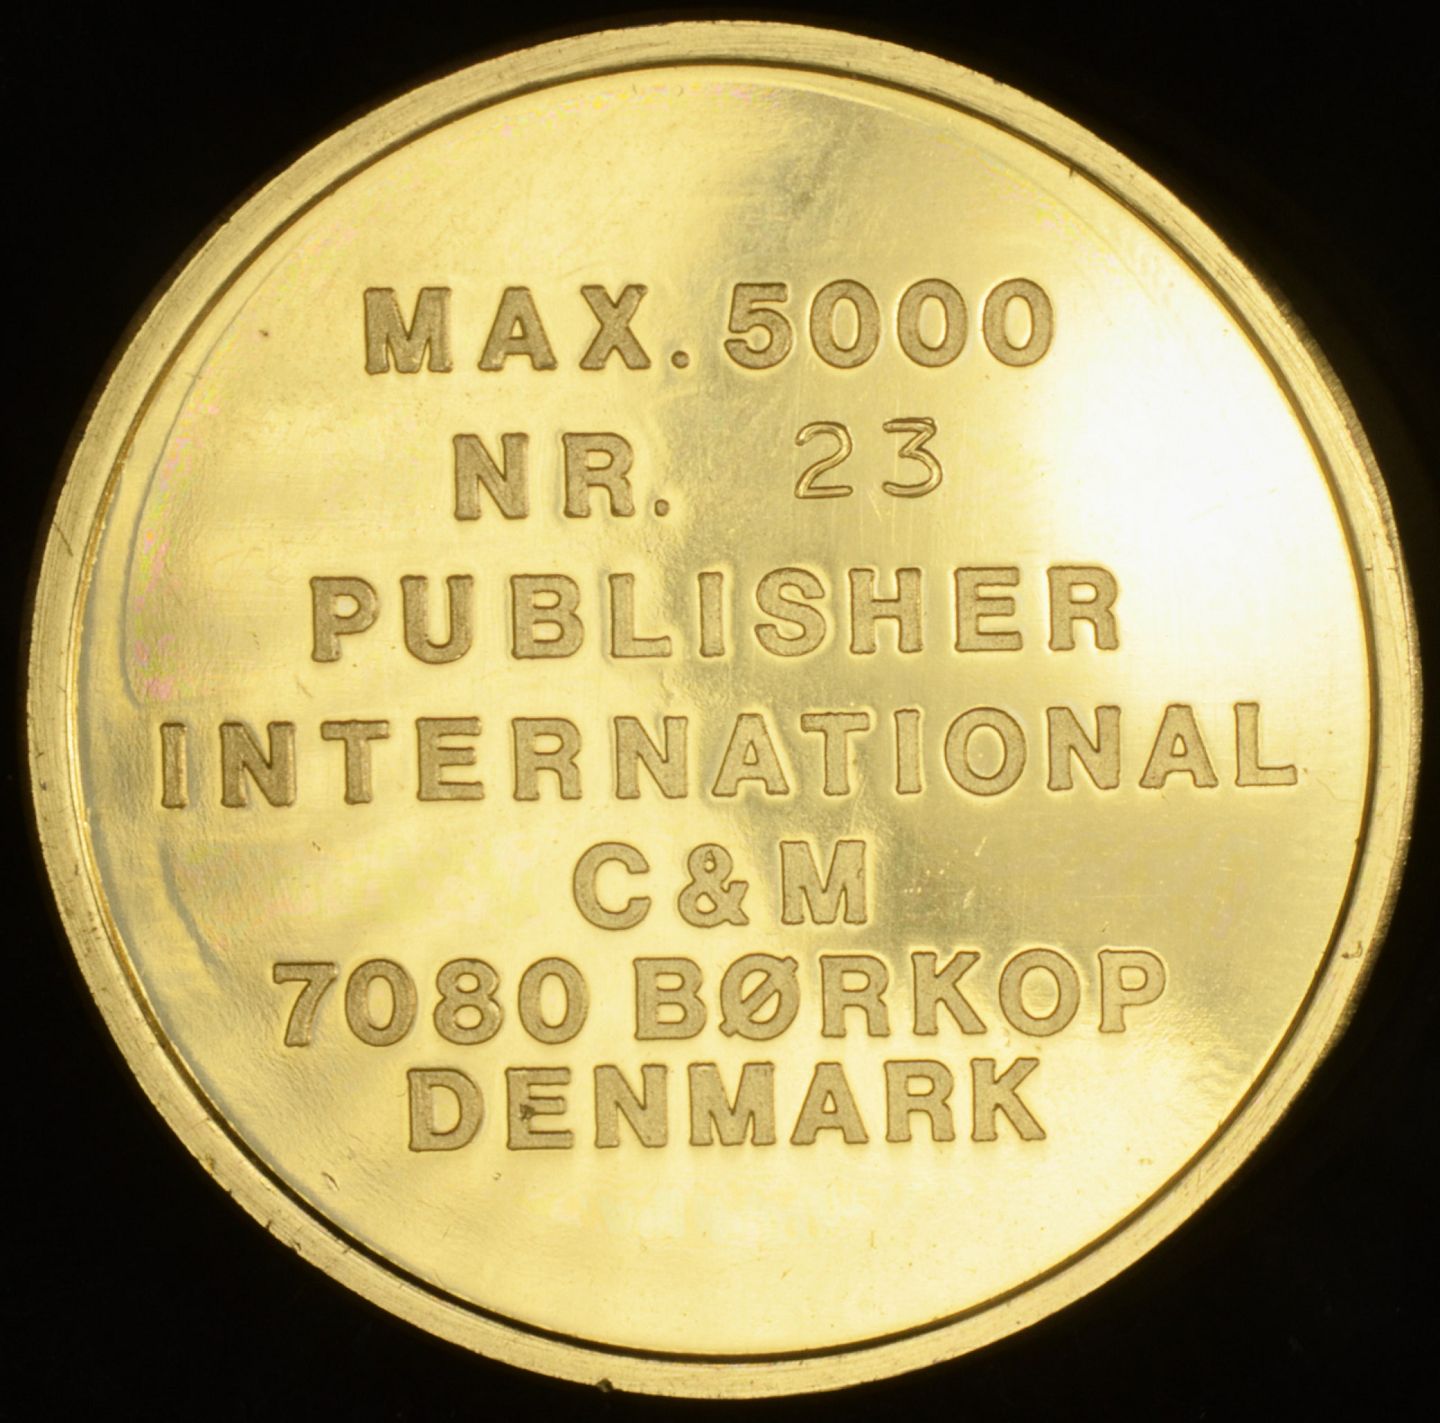 MAX. 5000
NR. 23
PUBLISHER
INTERNATIONAL
C & M
7080 BØRKOP
DENMARK